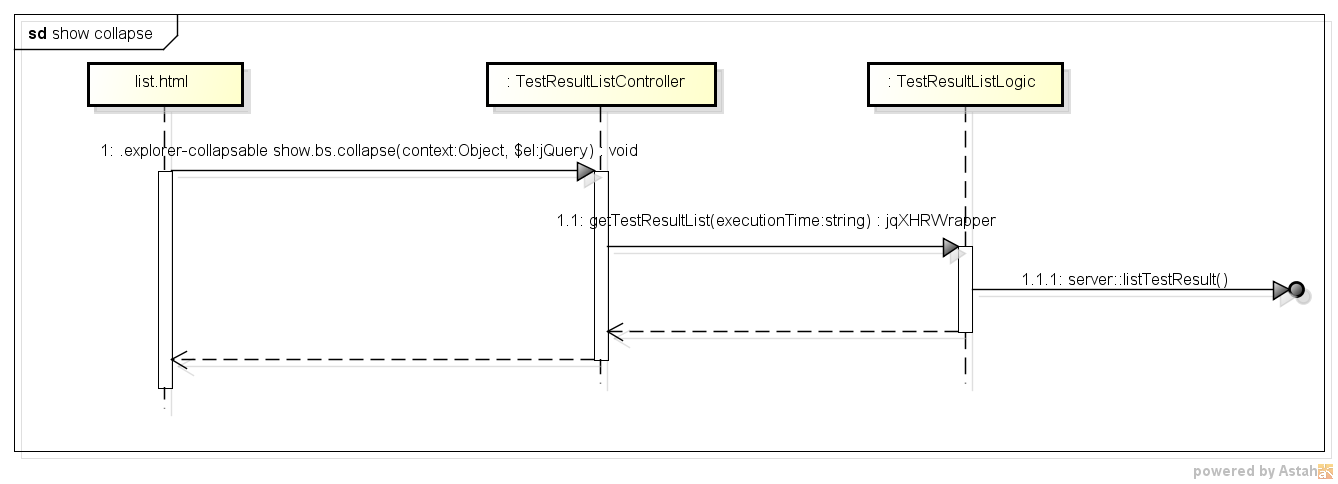 sd show collapse
list.html
: TestResultListController
: TestResultListLogic
1: .explorer-collapsable show.bs.collapse(context:Object, $el:jQuery) : void
1.1: getTestResultList(executionTime:string) : jqXHRWrapper
1.1.1: server::listTestResult()
powered by Astah